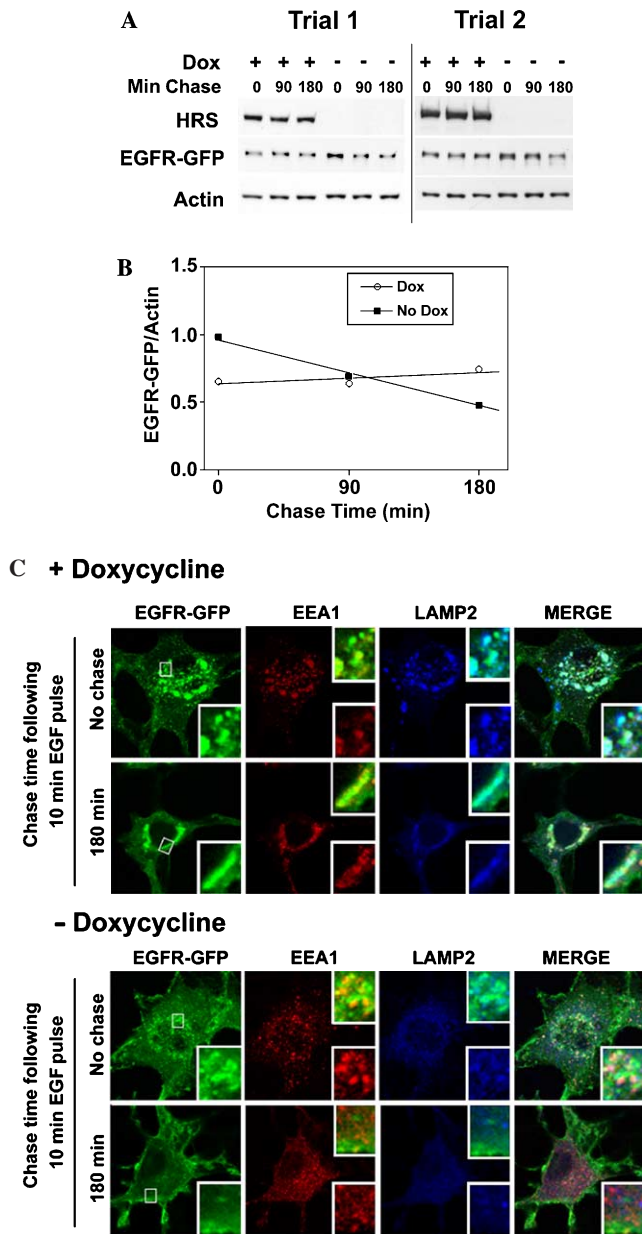 A
Trial 1
Trial 2
Dox + + + - - - + + + - - -
Min Chase 0 90 180 0 90 180 0 90 180 0 90 180
HRS
EGFR-GFP
Actin
B
EGFR-GFP/Actin
1.5
1.0
0.5
0.0
Dox
No Dox
0 90 180
Chase Time (min)
C + Doxycycline
EGFR-GFP EEA1 LAMP2 MERGE
Chase time following
10 min EGF pulse
No chase
180 min
- Doxycycline
EGFR-GFP EEA1 LAMP2 MERGE
Chase time following
10 min EGF pulse
No chase
180 min